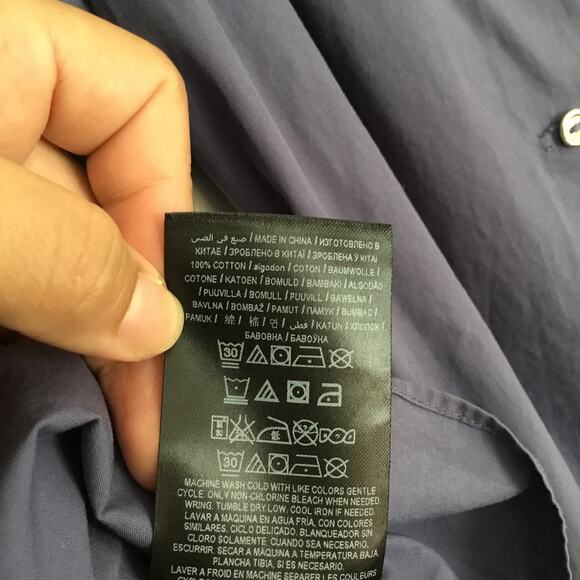 صنع في الصين / MADE IN CHINA / ИЗГОТОВЛЕНО В
КИТАЕ / ЗРОБЛЕНО В КИТАЇ / ЗРОБЛЕНА Ў КІТАІ
100% COTTON / algodon / COTON / BAUMWOLLE /
COTONE / KATOEN / BOMULD / BAMBAKI / ALGODÃO
/ PUUVILLA / BOMULL / PUUVILL / BAWEŁNA /
BAVLNA / BOMBAŽ / PAMUT / ПАМУК / BUMBAC /
PAMUK / 綿 / 棉 / 면 / قطن / KATUN / ХЛОПОК /
БАВОВНА / БАВОЎНА
30
低
30
MACHINE WASH COLD WITH LIKE COLORS GENTLE
CYCLE. ONLY NON-CHLORINE BLEACH WHEN NEEDED.
WRING. TUMBLE DRY LOW. COOL IRON IF NEEDED.
LAVAR A MAQUINA EN AGUA FRÍA, CON COLORES
SIMILARES, CICLO DELICADO. BLANQUEADOR SIN
CLORO SOLAMENTE, CUANDO SEA NECESARIO.
ESCURRIR. SECAR A MÁQUINA A TEMPERATURA BAJA.
PLANCHA TIBIA, SI ES NECESARIO.
LAVER A FROID EN MACHINE SEPARER LES COULEURS